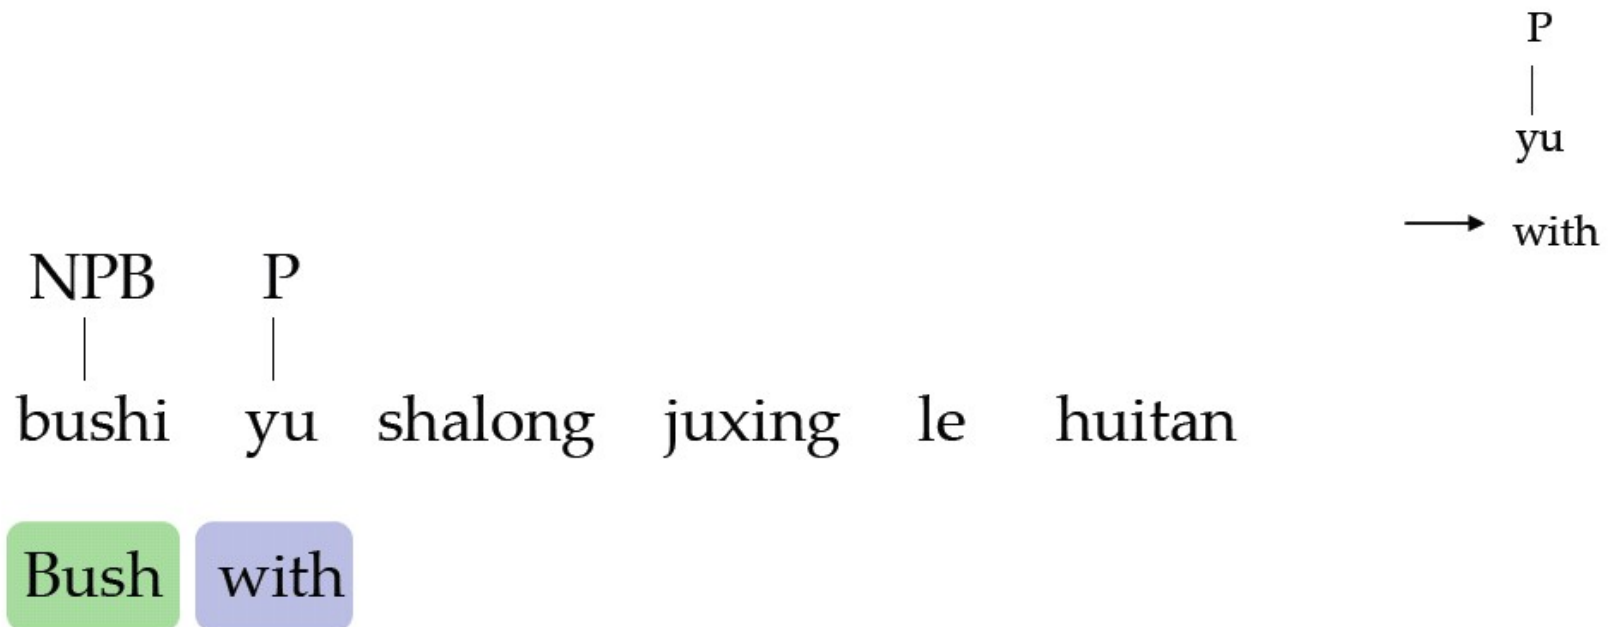 P
yu
→ with
NPB P
bushi yu shalong juxing le huitan
Bush with